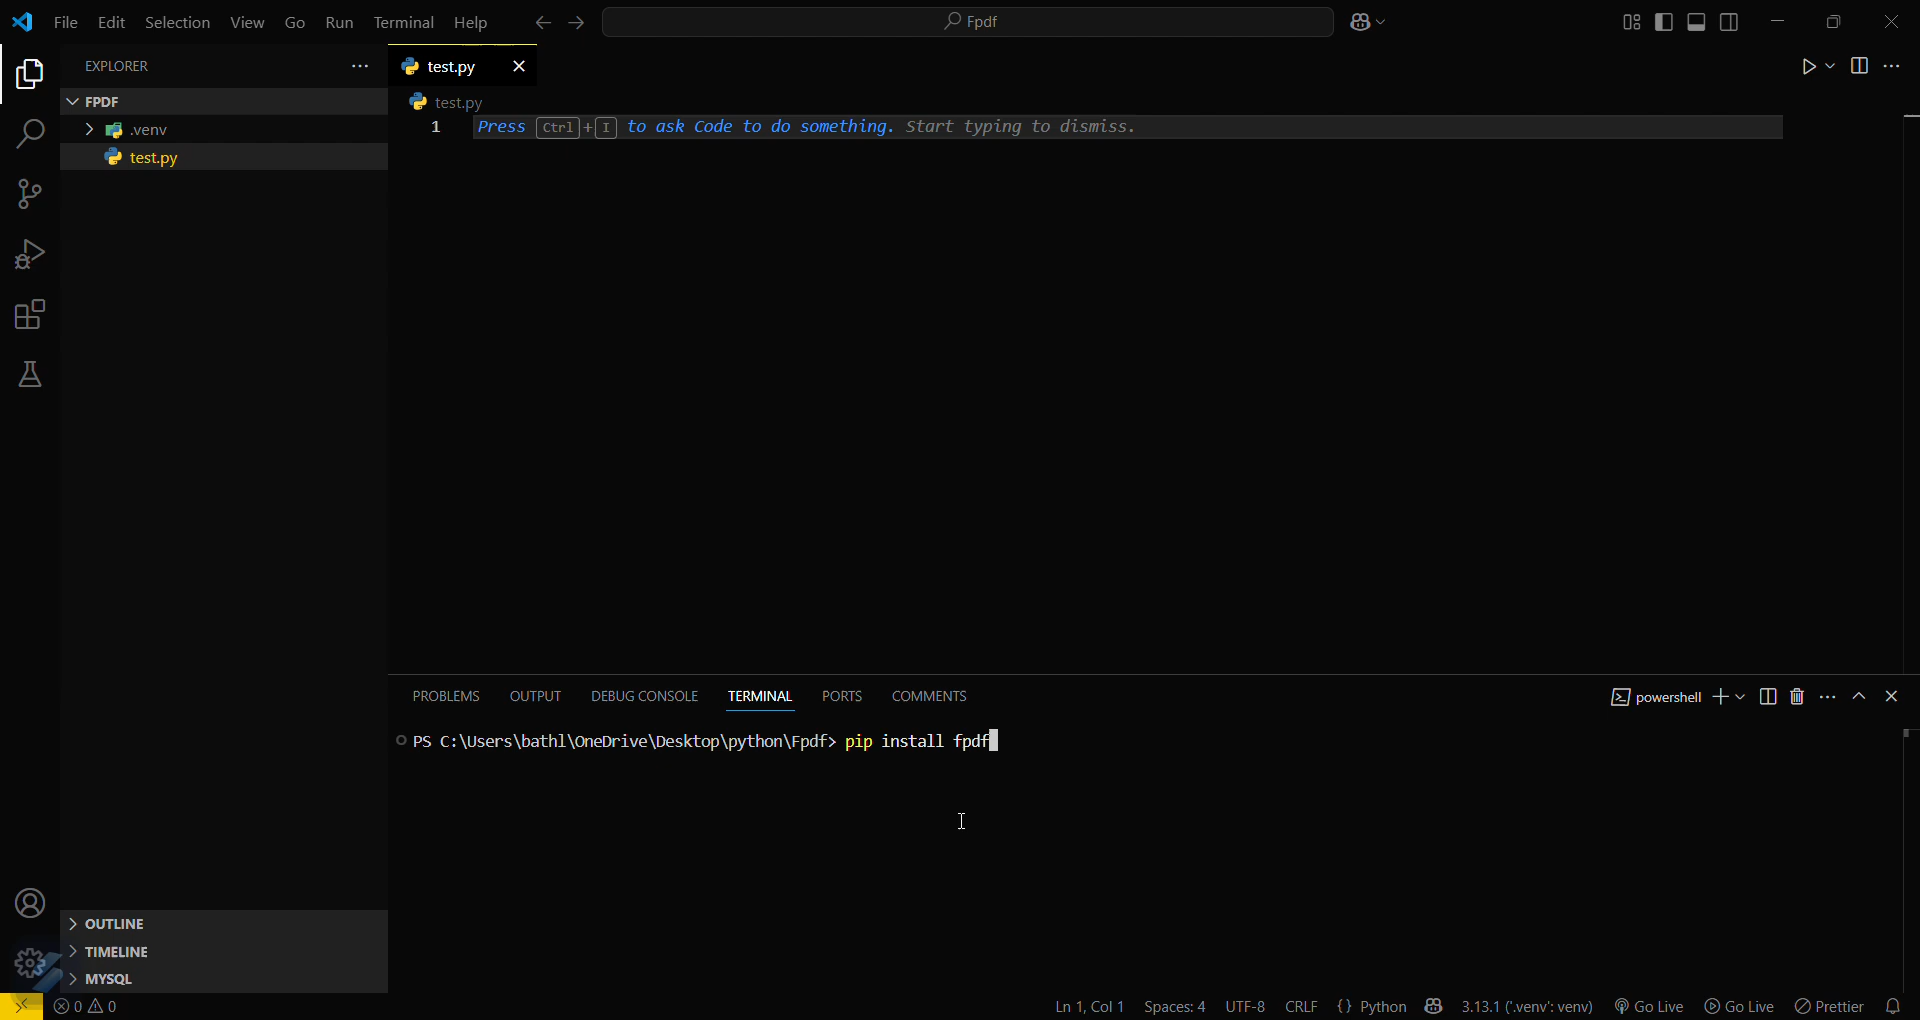 File Edit Selection View Go Run Terminal Help
Fpdf
EXPLORER
test.py
FPDF
test.py
.venv
1 Press Ctrl+I to ask Code to do something. Start typing to dismiss.
test.py
PROBLEMS OUTPUT DEBUG CONSOLE TERMINAL PORTS COMMENTS
powershell
PS C:\Users\bathl\OneDrive\Desktop\python\Fpdf> pip install fpdf
OUTLINE
TIMELINE
MYSQL
0 0
Ln 1, Col 1 Spaces: 4 UTF-8 CRLF {} Python 3.13.1 ('.venv': venv) Go Live Go Live Prettier